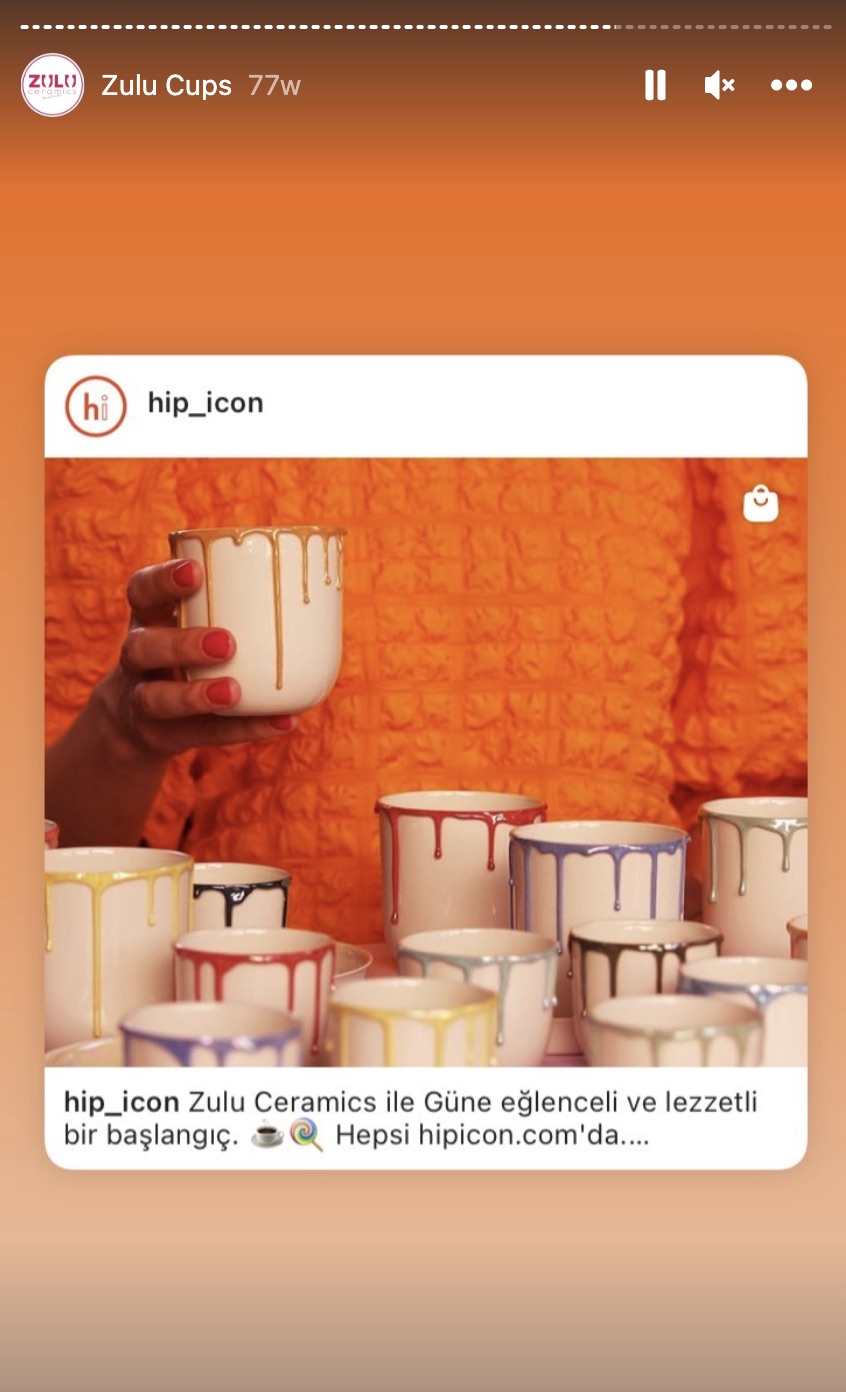 ZULU
ceramics
Zulu Cups 77w
hi
hip_icon
hip_icon Zulu Ceramics ile Güne eğlenceli ve lezzetli
bir başlangıç. ☕🍭 Hepsi hipicon.com'da....